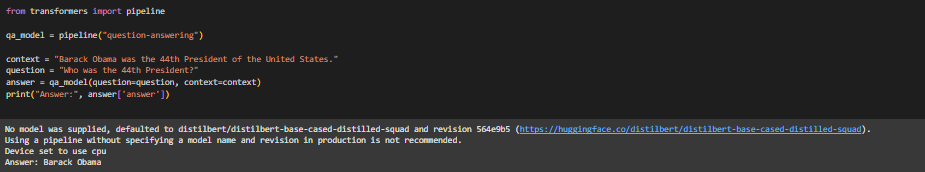 from transformers import pipeline
qa_model = pipeline("question-answering")
context = "Barack Obama was the 44th President of the United States."
question = "Who was the 44th President?"
answer = qa_model(question=question, context=context)
print("Answer:", answer['answer'])
No model was supplied, defaulted to distilbert/distilbert-base-cased-distilled-squad and revision 564e9b5 (https://huggingface.co/distilbert/distilbert-base-cased-distilled-squad).
Using a pipeline without specifying a model name and revision in production is not recommended.
Device set to use cpu
Answer: Barack Obama